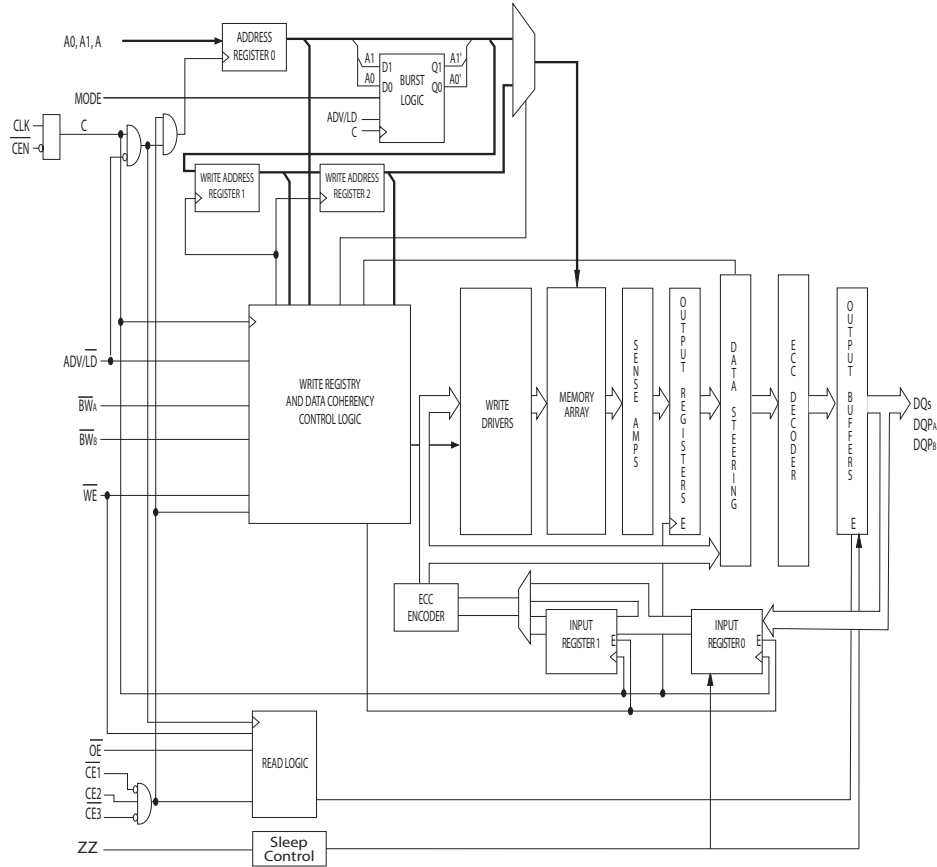 A0, A1, A
ADDRESS
REGISTER 0
A1
A0
D1
D0
BURST
LOGIC
Q1
Q0
A1'
A0'
MODE
ADV/LD
C
CLK
CEN
C
WRITE ADDRESS
REGISTER 1
WRITE ADDRESS
REGISTER 2
ADV/LD
BWA
BWB
WE
WRITE REGISTRY
AND DATA COHERENCY
CONTROL LOGIC
WRITE
DRIVERS
MEMORY
ARRAY
SENSE AMPS
OUTPUT REGISTERS
E
DATA STEERING
ECC DECODER
OUTPUT BUFFERS
E
DQs
DQPA
DQPB
ECC
ENCODER
INPUT
REGISTER 1
E
INPUT
REGISTER 0
E
OE
CE1
CE2
CE3
READ LOGIC
ZZ
Sleep
Control